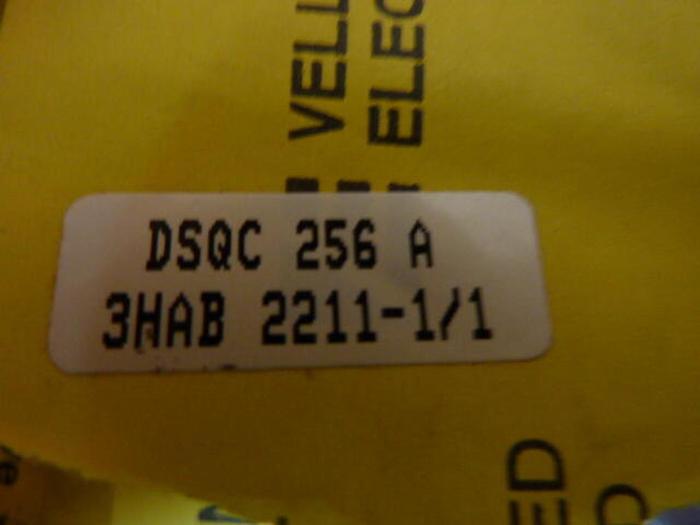 VELL
ELEC
DSQC 256 A
3HAB 2211-1/1
ED